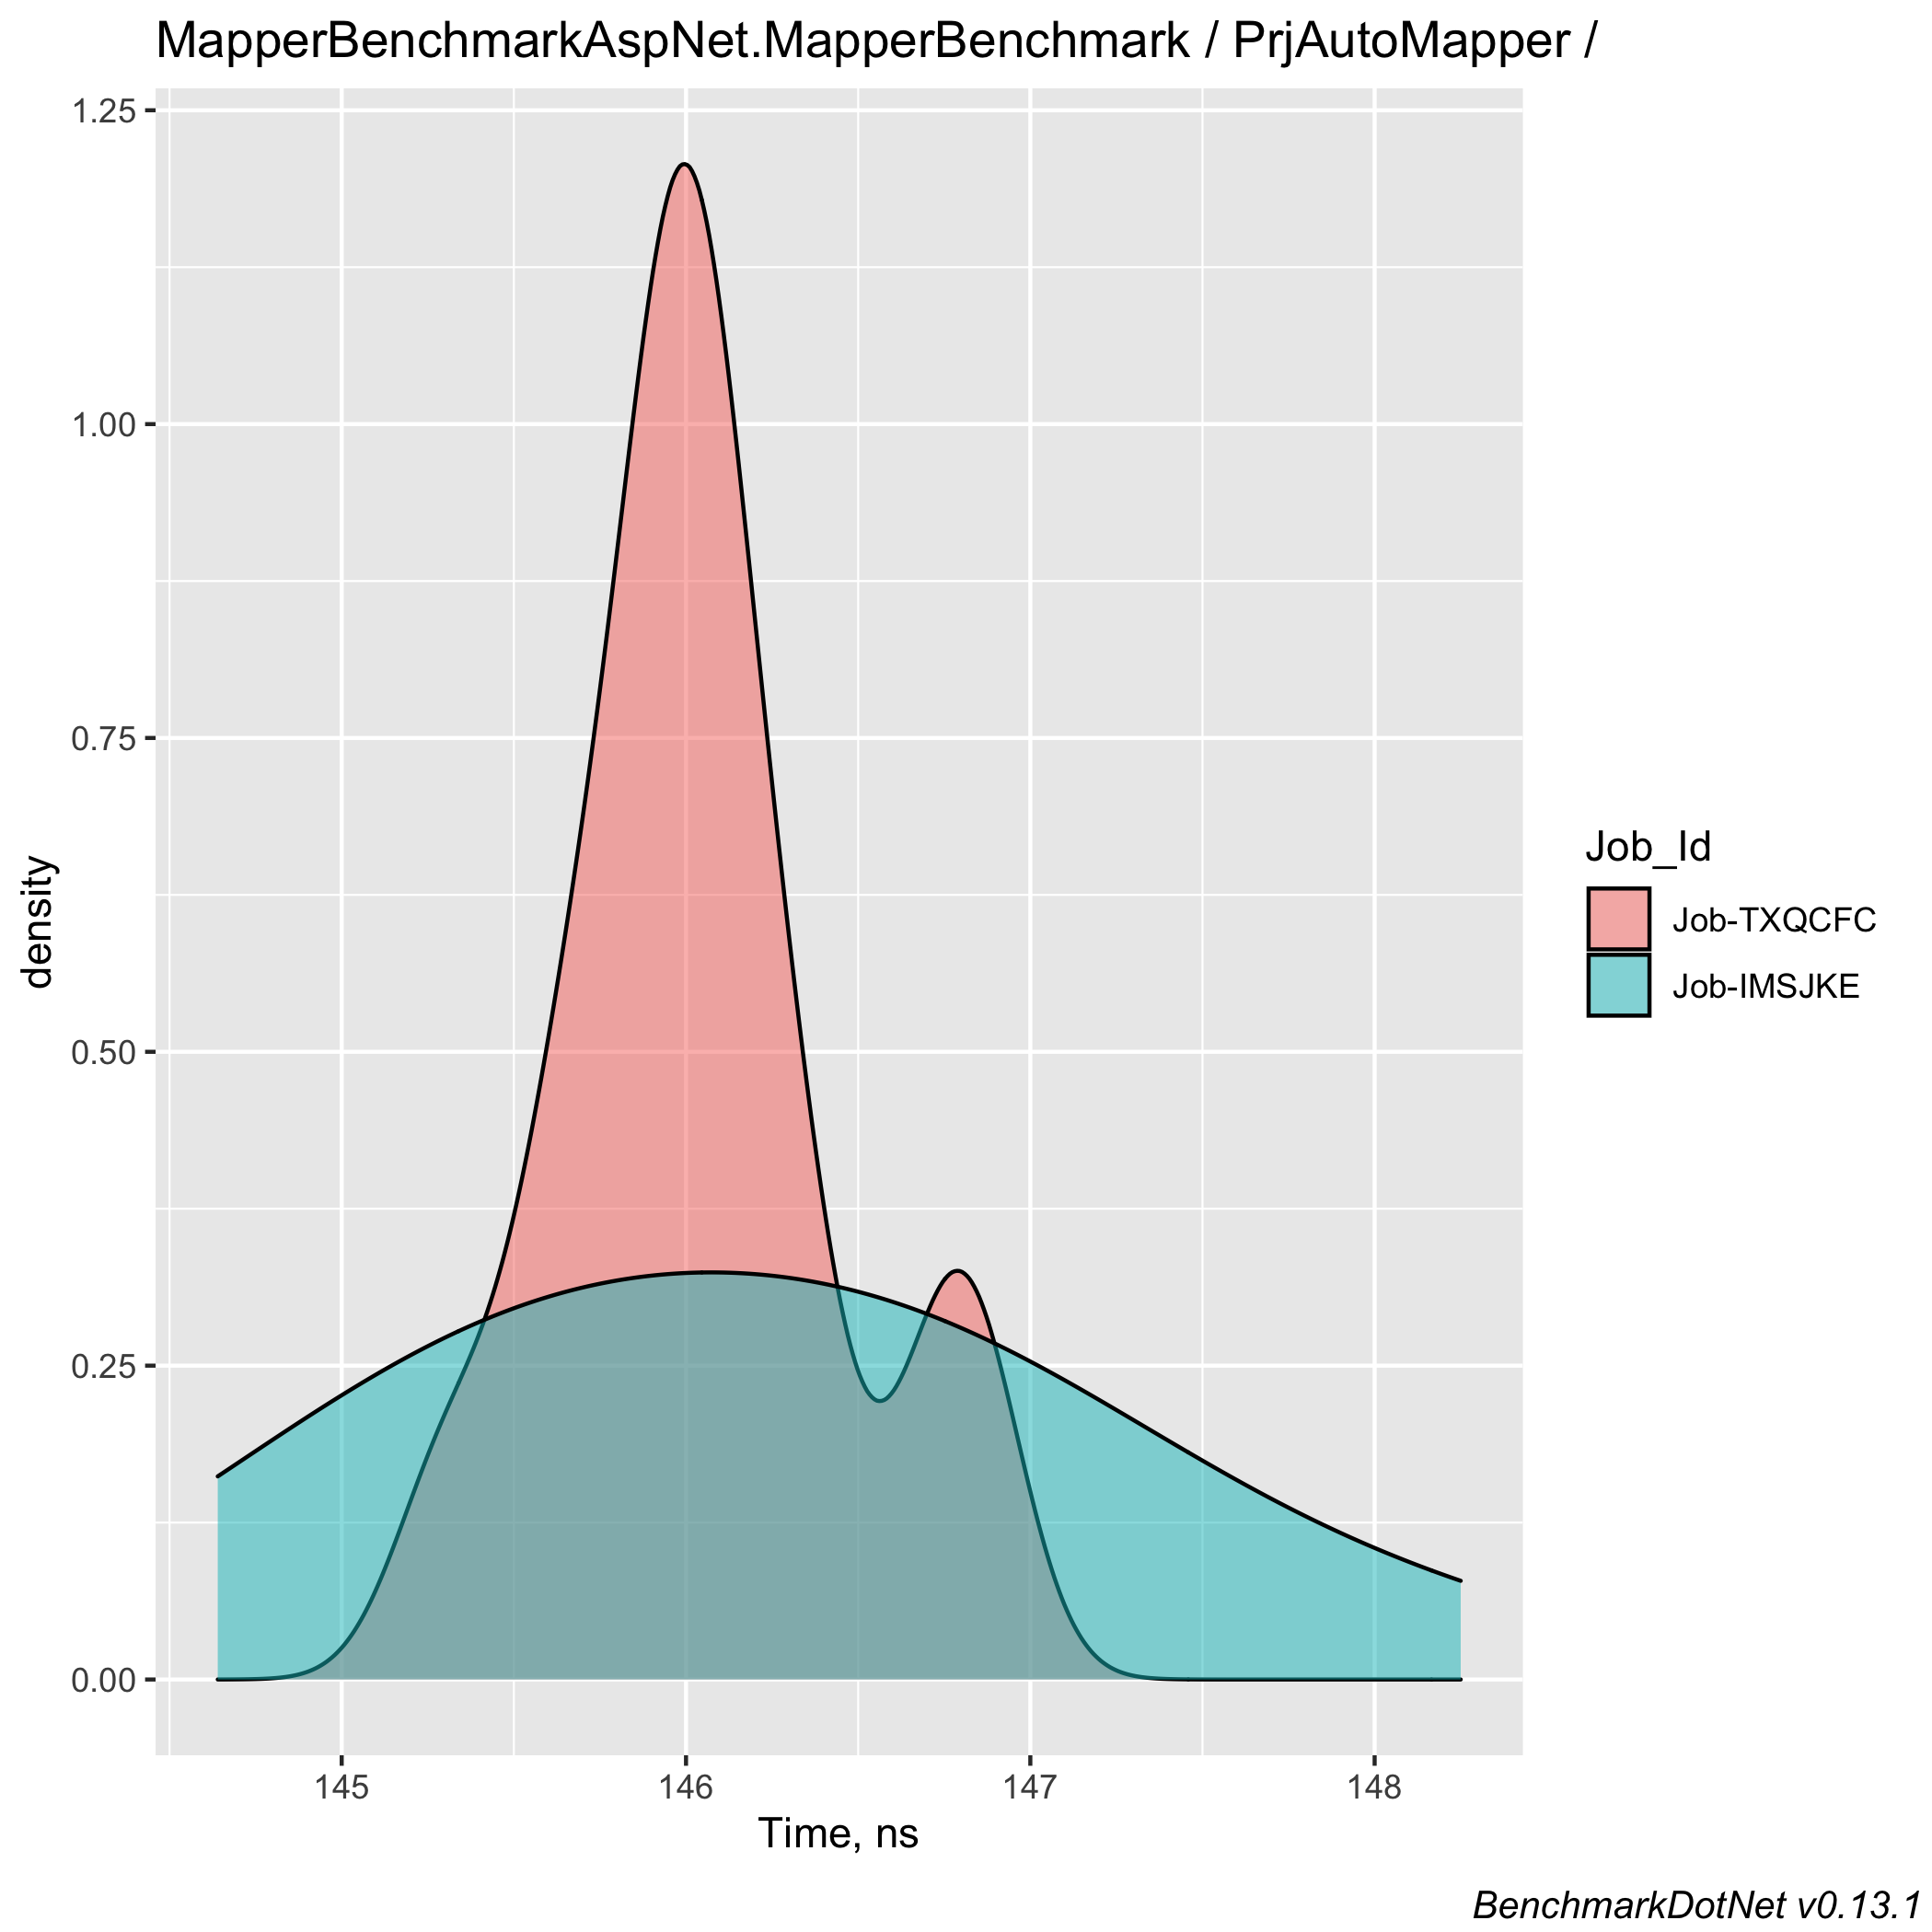 MapperBenchmarkAspNet.MapperBenchmark / PrjAutoMapper /
1.25
1.00
0.75
0.50
0.25
0.00
density
145 146 147 148
Time, ns
Job_Id
Job-TXQCFC
Job-IMSJKE
BenchmarkDotNet v0.13.1